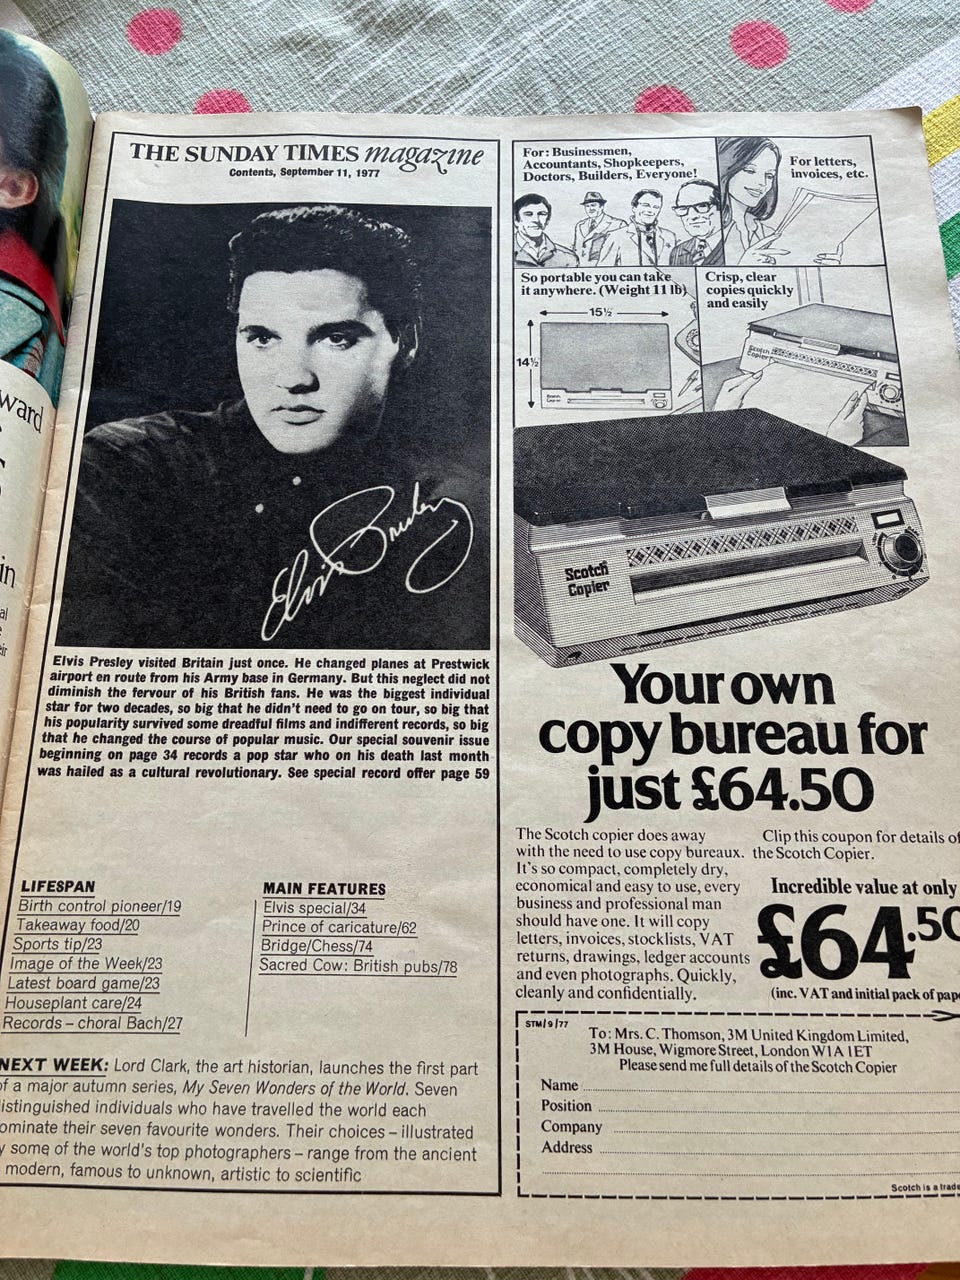 ward
in
al
e
eir
THE SUNDAY TIMES magazine
Contents, September 11, 1977
Elvis Presley
Elvis Presley visited Britain just once. He changed planes at Prestwick
airport en route from his Army base in Germany. But this neglect did not
diminish the fervour of his British fans. He was the biggest individual
star for two decades, so big that he didn't need to go on tour, so big that
his popularity survived some dreadful films and indifferent records, so big
that he changed the course of popular music. Our special souvenir issue
beginning on page 34 records a pop star who on his death last month
was hailed as a cultural revolutionary. See special record offer page 59
LIFESPAN
Birth control pioneer/19
Takeaway food/20
Sports tip/23
Image of the Week/23
Latest board game/23
Houseplant care/24
Records – choral Bach/27
MAIN FEATURES
Elvis special/34
Prince of caricature/62
Bridge/Chess/74
Sacred Cow: British pubs/78
NEXT WEEK: Lord Clark, the art historian, launches the first part
of a major autumn series, My Seven Wonders of the World. Seven
istinguished individuals who have travelled the world each
ominate their seven favourite wonders. Their choices – illustrated
y some of the world's top photographers – range from the ancient
modern, famous to unknown, artistic to scientific
For: Businessmen,
Accountants, Shopkeepers,
Doctors, Builders, Everyone!
For letters,
invoices, etc.
So portable you can take
it anywhere. (Weight 11 lb)
15½
14½
Crisp, clear
copies quickly
and easily
Scotch
Copier
Scotch
Copier
Scotch
Copier
Your own
copy bureau for
just £64.50
The Scotch copier does away
with the need to use copy bureaux.
It's so compact, completely dry,
economical and easy to use, every
business and professional man
should have one. It will copy
letters, invoices, stocklists, VAT
returns, drawings, ledger accounts
and even photographs. Quickly,
cleanly and confidentially.
Clip this coupon for details of
the Scotch Copier.
Incredible value at only
£64.50
(inc. VAT and initial pack of pap
STM/9/77
To: Mrs. C. Thomson, 3M United Kingdom Limited,
3M House, Wigmore Street, London W1A 1ET
Please send me full details of the Scotch Copier
Name
Position
Company
Address
Scotch is a trade